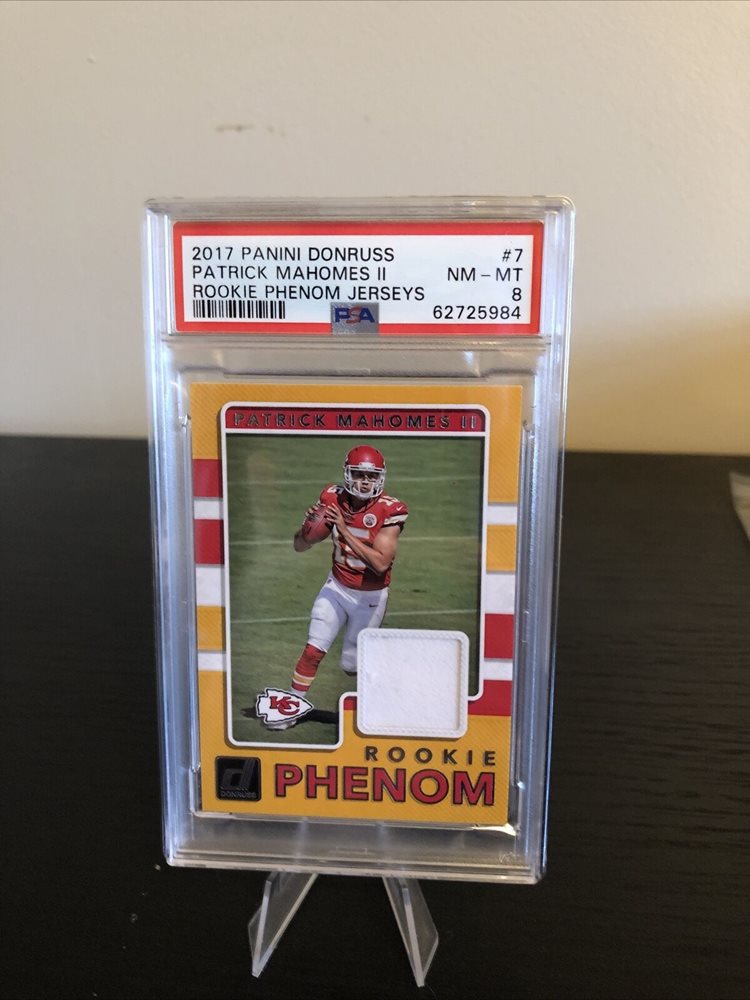 2017 PANINI DONRUSS #7
PATRICK MAHOMES II NM – MT
ROOKIE PHENOM JERSEYS 8
PSA 62725984
PATRICK MAHOMES II
15
KC
ROOKIE
PHENOM
d
DONRUSS